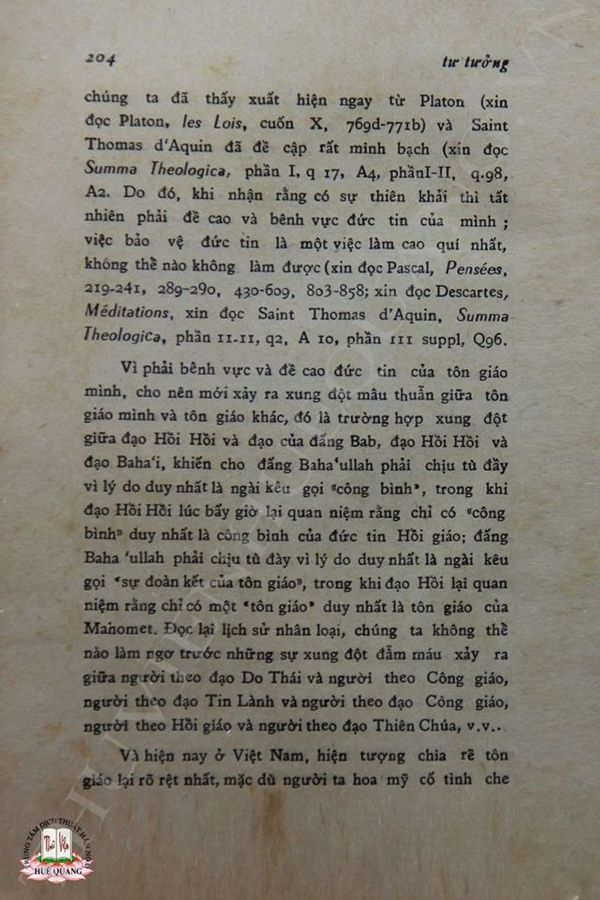 204 tư tưởng
chúng ta đã thấy xuất hiện ngay từ Platon (xin
đọc Platon, les Lois, cuốn X, 769d-771b) và Saint
Thomas d'Aquin đã đề cập rất minh bạch (xin đọc
Summa Theologica, phần I, q 17, A4, phầnI-II, q.98,
A2. Do đó, khi nhận rằng có sự thiên khải thì tất
nhiên phải đề cao và bênh vực đức tin của mình ;
việc bảo vệ đức tin là một việc làm cao quí nhất,
không thể nào không làm được (xin đọc Pascal, Pensées,
219-241, 289-290, 430-609, 803-858; xin đọc Descartes,
Méditations, xin đọc Saint Thomas d'Aquin, Summa
Theologica, phần II-II, q2, A 10, phần III suppl, Q96.
Vì phải bênh vực và đề cao đức tin của tôn giáo
mình, cho nên mới xảy ra xung đột mâu thuẫn giữa tôn
giáo mình và tôn giáo khác, đó là trường hợp xung đột
giữa đạo Hồi Hồi và đạo của đấng Bab, đạo Hồi Hồi và
đạo Baha'i, khiến cho đấng Baha'ullah phải chịu tù đầy
vì lý do duy nhất là ngài kêu gọi «công bình», trong khi
đạo Hồi Hồi lúc bấy giờ lại quan niệm rằng chỉ có «công
bình» duy nhất là công bình của đức tin Hồi giáo; đấng
Baha 'ullah phải chịu tù đày vì lý do duy nhất là ngài kêu
gọi «sự đoàn kết của tôn giáo», trong khi đạo Hồi lại quan
niệm rằng chỉ có một «tôn giáo» duy nhất là tôn giáo của
Mahomet. Đọc lại lịch sử nhân loại, chúng ta không thể
nào làm ngơ trước những sự xung đột đẫm máu xảy ra
giữa người theo đạo Do Thái và người theo Công giáo,
người theo đạo Tin Lành và người theo đạo Công giáo,
người theo Hồi giáo và người theo đạo Thiên Chúa, v.v..
Và hiện nay ở Việt Nam, hiện tượng chia rẽ tôn
giáo lại rõ rệt nhất, mặc dù người ta hoa mỹ cố tình che
TRUNG TÂM DỊCH THUẬT HÁN NÔM
HUỆ QUANG